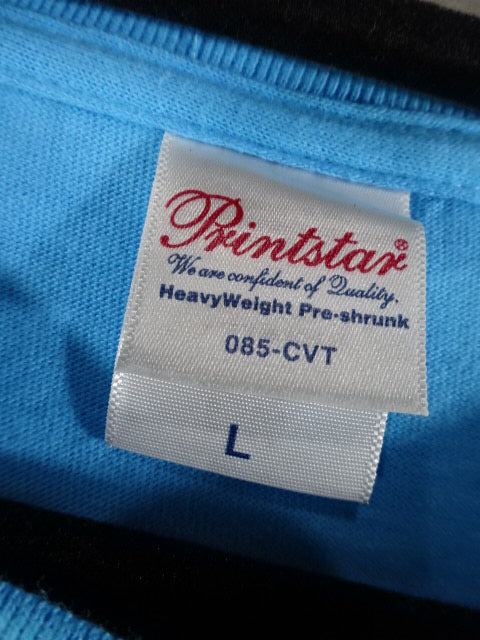 Printstar®
We are confident of Quality.
HeavyWeight Pre-shrunk
085-CVT
L